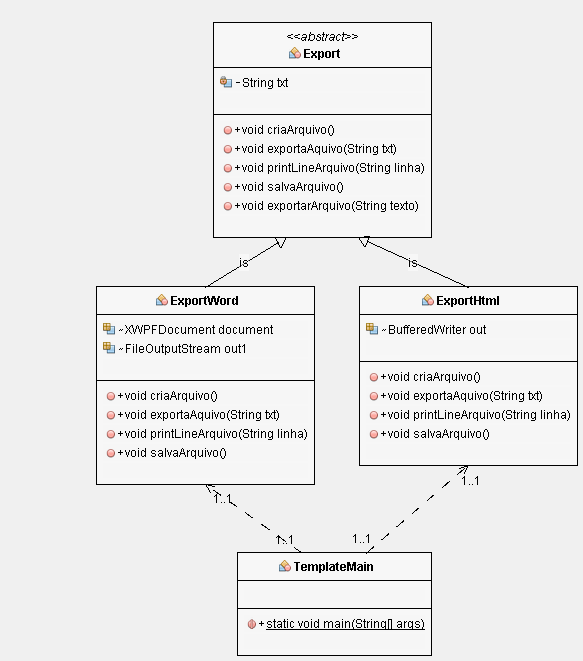 <<abstract>>
Export
-String txt
+void criaArquivo()
+void exportaAquivo(String txt)
+void printLineArquivo(String linha)
+void salvaArquivo()
+void exportarArquivo(String texto)
is
is
ExportWord
~XWPFDocument document
~FileOutputStream out1
+void criaArquivo()
+void exportaAquivo(String txt)
+void printLineArquivo(String linha)
+void salvaArquivo()
ExportHtml
~BufferedWriter out
+void criaArquivo()
+void exportaAquivo(String txt)
+void printLineArquivo(String linha)
+void salvaArquivo()
1..1
1..1
1..1
1..1
TemplateMain
+static void main(String[] args)